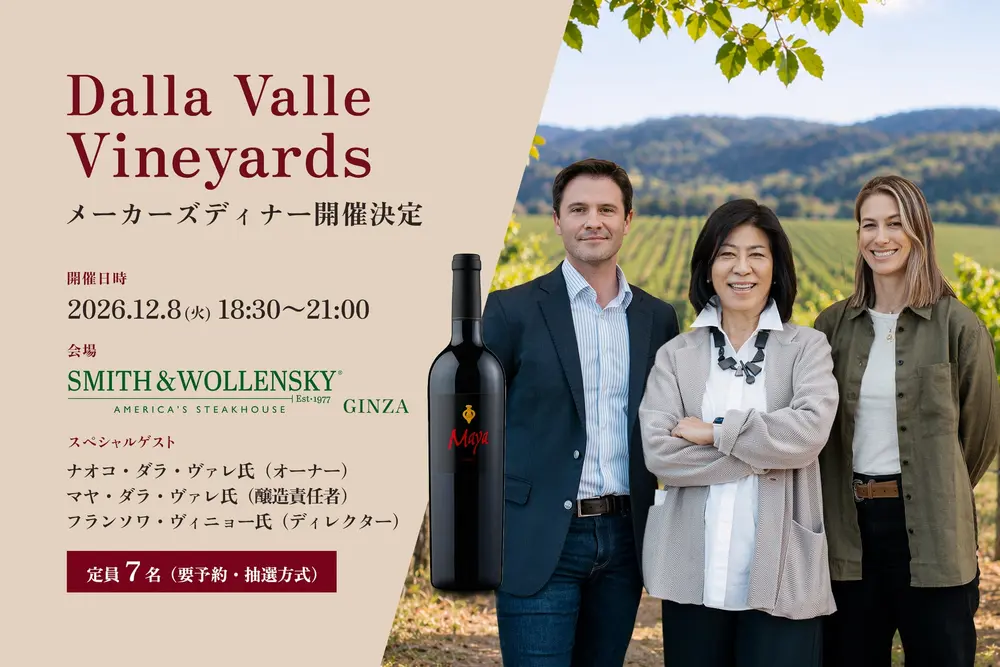 Dalla Valle
Vineyards
メーカーズディナー開催決定
開催日時
2026.12.8(火) 18:30〜21:00
会場
SMITH & WOLLENSKY®
Est•1977
AMERICA'S STEAKHOUSE
GINZA
スペシャルゲスト
ナオコ・ダラ・ヴァレ氏（オーナー）
マヤ・ダラ・ヴァレ氏（醸造責任者）
フランソワ・ヴィニョー氏（ディレクター）
定員7名（要予約・抽選方式）
Maya